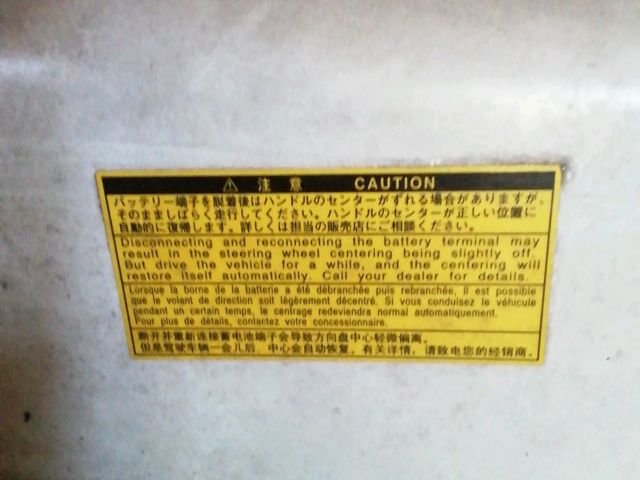 ⚠ 注意 CAUTION
バッテリー端子を脱着後はハンドルのセンターがずれる場合がありますが、
そのまましばらく走行してください。ハンドルのセンターが正しい位置に
自動的に復帰します。詳しくは担当の販売店にご相談ください。
Disconnecting and reconnecting the battery terminal may
result in the steering wheel centering being slightly off.
But drive the vehicle for a while, and the centering will
restore itself automatically. Call your dealer for details.
Lorsque la borne de la batterie a été débranchée puis rebranchée, il est possible
que le volant de direction soit légèrement décentré. Si vous conduisez le véhicule
pendant un certain temps, le centrage redeviendra normal automatiquement.
Pour plus de détails, contactez votre concessionnaire.
断开并重新连接蓄电池端子会导致方向盘中心轻微偏离。
但是驾驶车辆一会儿后，中心会自动恢复。有关详情，请致电您的经销商。